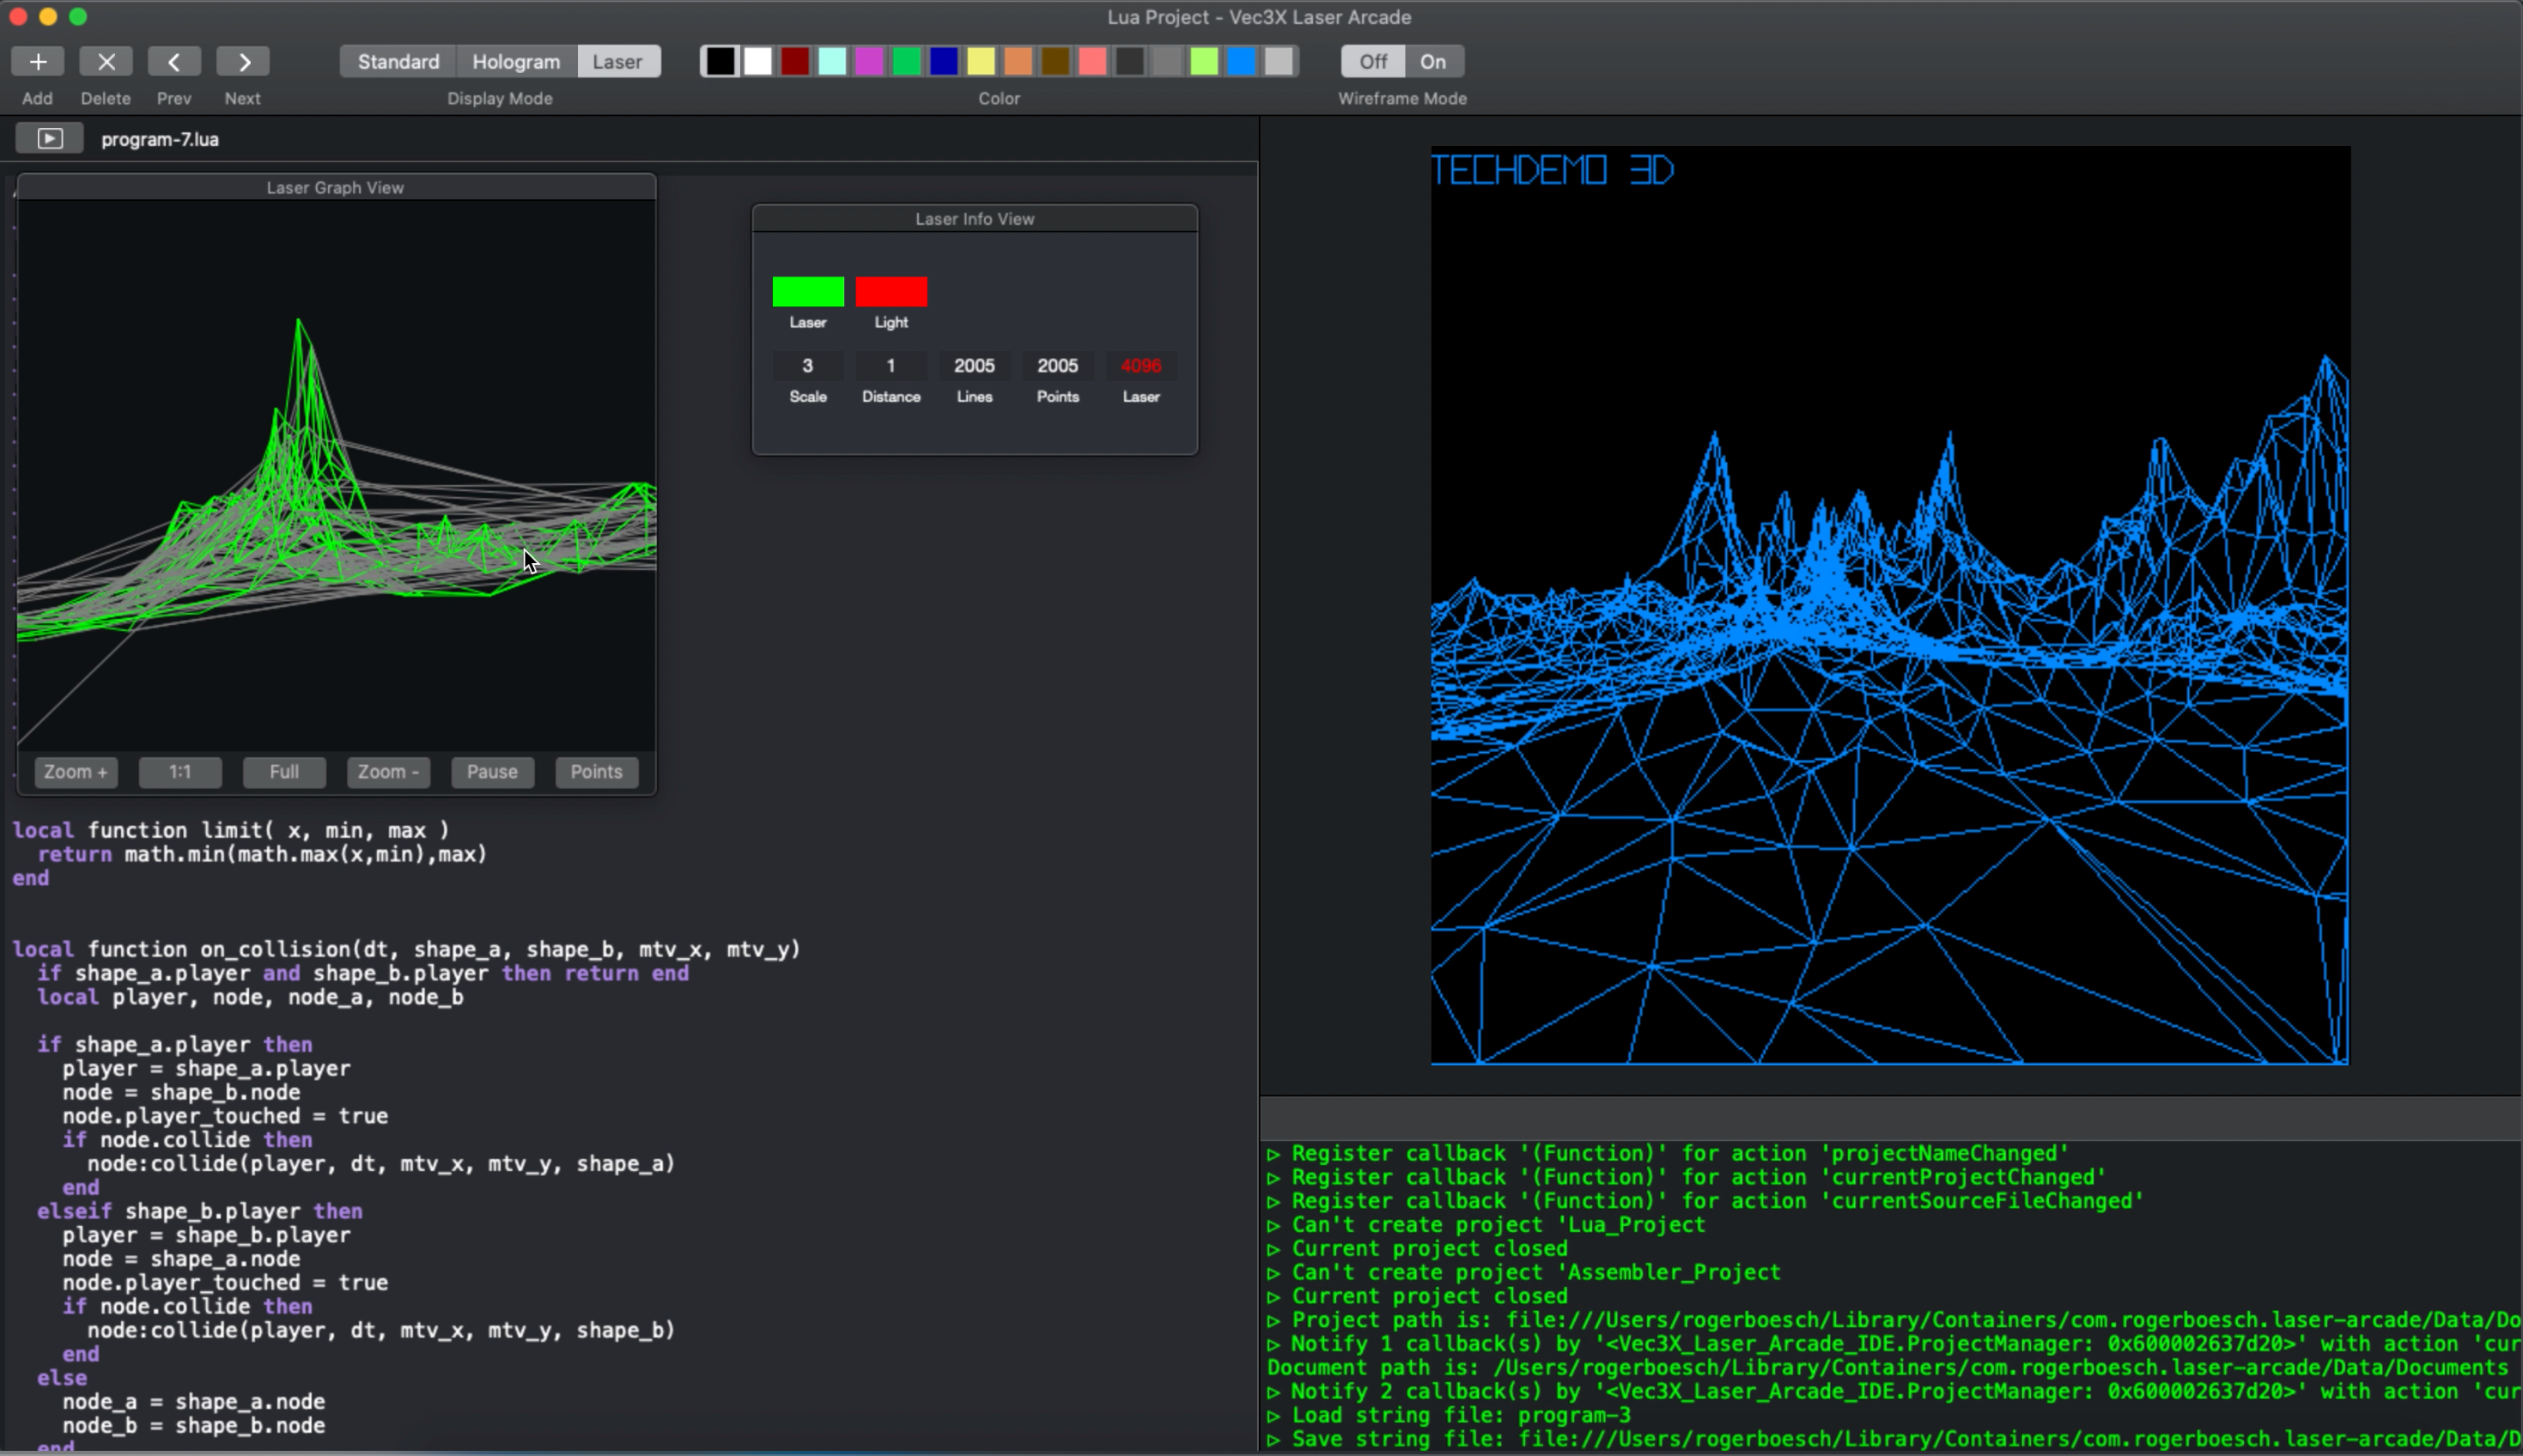 Lua Project - Vec3X Laser Arcade
Add Delete Prev Next
Standard Hologram Laser
Display Mode
Color
Off On
Wireframe Mode
program-7.lua
Laser Graph View
Zoom + 1:1 Full Zoom - Pause Points
Laser Info View
Laser Light
3 1 2005 2005 4096
Scale Distance Lines Points Laser
local function limit( x, min, max )
return math.min(math.max(x,min),max)
end
local function on_collision(dt, shape_a, shape_b, mtv_x, mtv_y)
if shape_a.player and shape_b.player then return end
local player, node, node_a, node_b
if shape_a.player then
player = shape_a.player
node = shape_b.node
node.player_touched = true
if node.collide then
node:collide(player, dt, mtv_x, mtv_y, shape_a)
end
elseif shape_b.player then
player = shape_b.player
node = shape_a.node
node.player_touched = true
if node.collide then
node:collide(player, dt, mtv_x, mtv_y, shape_b)
end
else
node_a = shape_a.node
node_b = shape_b.node
end
TECHDEMO 3D
▷ Register callback '(Function)' for action 'projectNameChanged'
▷ Register callback '(Function)' for action 'currentProjectChanged'
▷ Register callback '(Function)' for action 'currentSourceFileChanged'
▷ Can't create project 'Lua_Project
▷ Current project closed
▷ Can't create project 'Assembler_Project
▷ Current project closed
▷ Project path is: file:///Users/rogerboesch/Library/Containers/com.rogerboesch.laser-arcade/Data/Do
▷ Notify 1 callback(s) by '<Vec3X_Laser_Arcade_IDE.ProjectManager: 0x600002637d20>' with action 'cur
Document path is: /Users/rogerboesch/Library/Containers/com.rogerboesch.laser-arcade/Data/Documents
▷ Notify 2 callback(s) by '<Vec3X_Laser_Arcade_IDE.ProjectManager: 0x600002637d20>' with action 'cur
▷ Load string file: program-3
▷ Save string file: file:///Users/rogerboesch/Library/Containers/com.rogerboesch.laser-arcade/Data/D